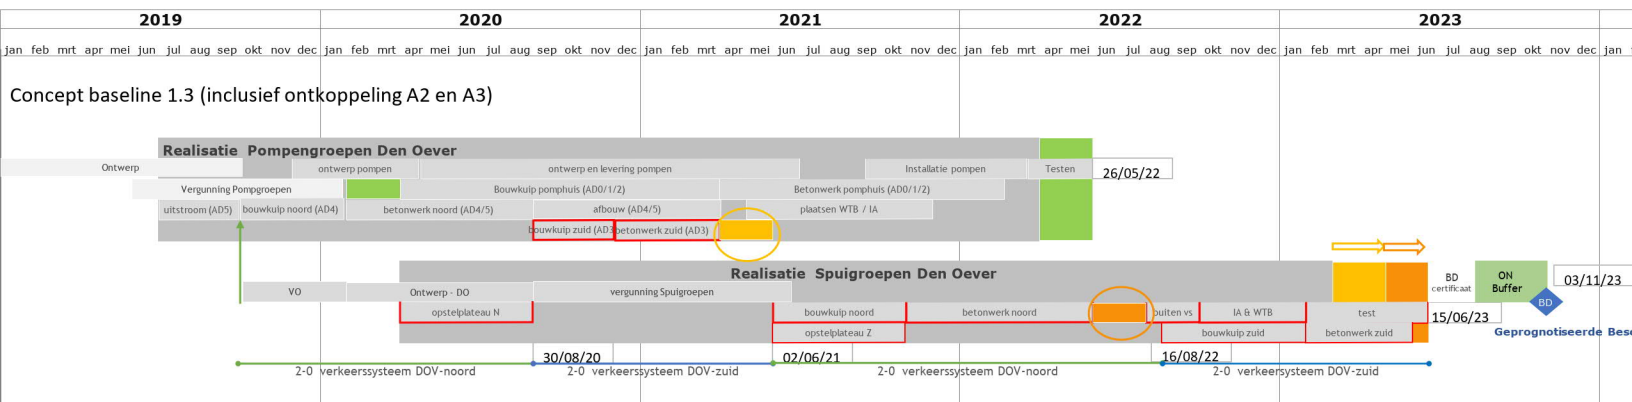 2019 2020 2021 2022 2023
jan feb mrt apr mei jun jul aug sep okt nov dec jan feb mrt apr mei jun jul aug sep okt nov dec jan feb mrt apr mei jun jul aug sep okt nov dec jan feb mrt apr mei jun jul aug sep okt nov dec jan feb mrt apr mei jun jul aug sep okt nov dec jan
Concept baseline 1.3 (inclusief ontkoppeling A2 en A3)
Realisatie Pompengroepen Den Oever
Ontwerp ontwerp pompen ontwerp en levering pompen Installatie pompen Testen 26/05/22
Vergunning Pompgroepen Bouwkuip pomphuis (AD0/1/2) Betonwerk pomphuis (AD0/1/2)
uitstroom (AD5) bouwkuip noord (AD4) betonwerk noord (AD4/5) afbouw (AD4/5) plaatsen WTB / IA
bouwkuip zuid (AD3 betonwerk zuid (AD3)
Realisatie Spuigroepen Den Oever
BD certificaat
ON Buffer
03/11/23
VO Ontwerp - DO vergunning Spuigroepen
BD
opstelplateau N bouwkuip noord betonwerk noord buiten vs IA & WTB test 15/06/23
opstelplateau Z bouwkuip zuid betonwerk zuid Geprognotiseerde Besc
30/08/20 02/06/21 16/08/22
2-0 verkeerssysteem DOV-noord 2-0 verkeerssysteem DOV-zuid 2-0 verkeerssysteem DOV-noord 2-0 verkeerssysteem DOV-zuid